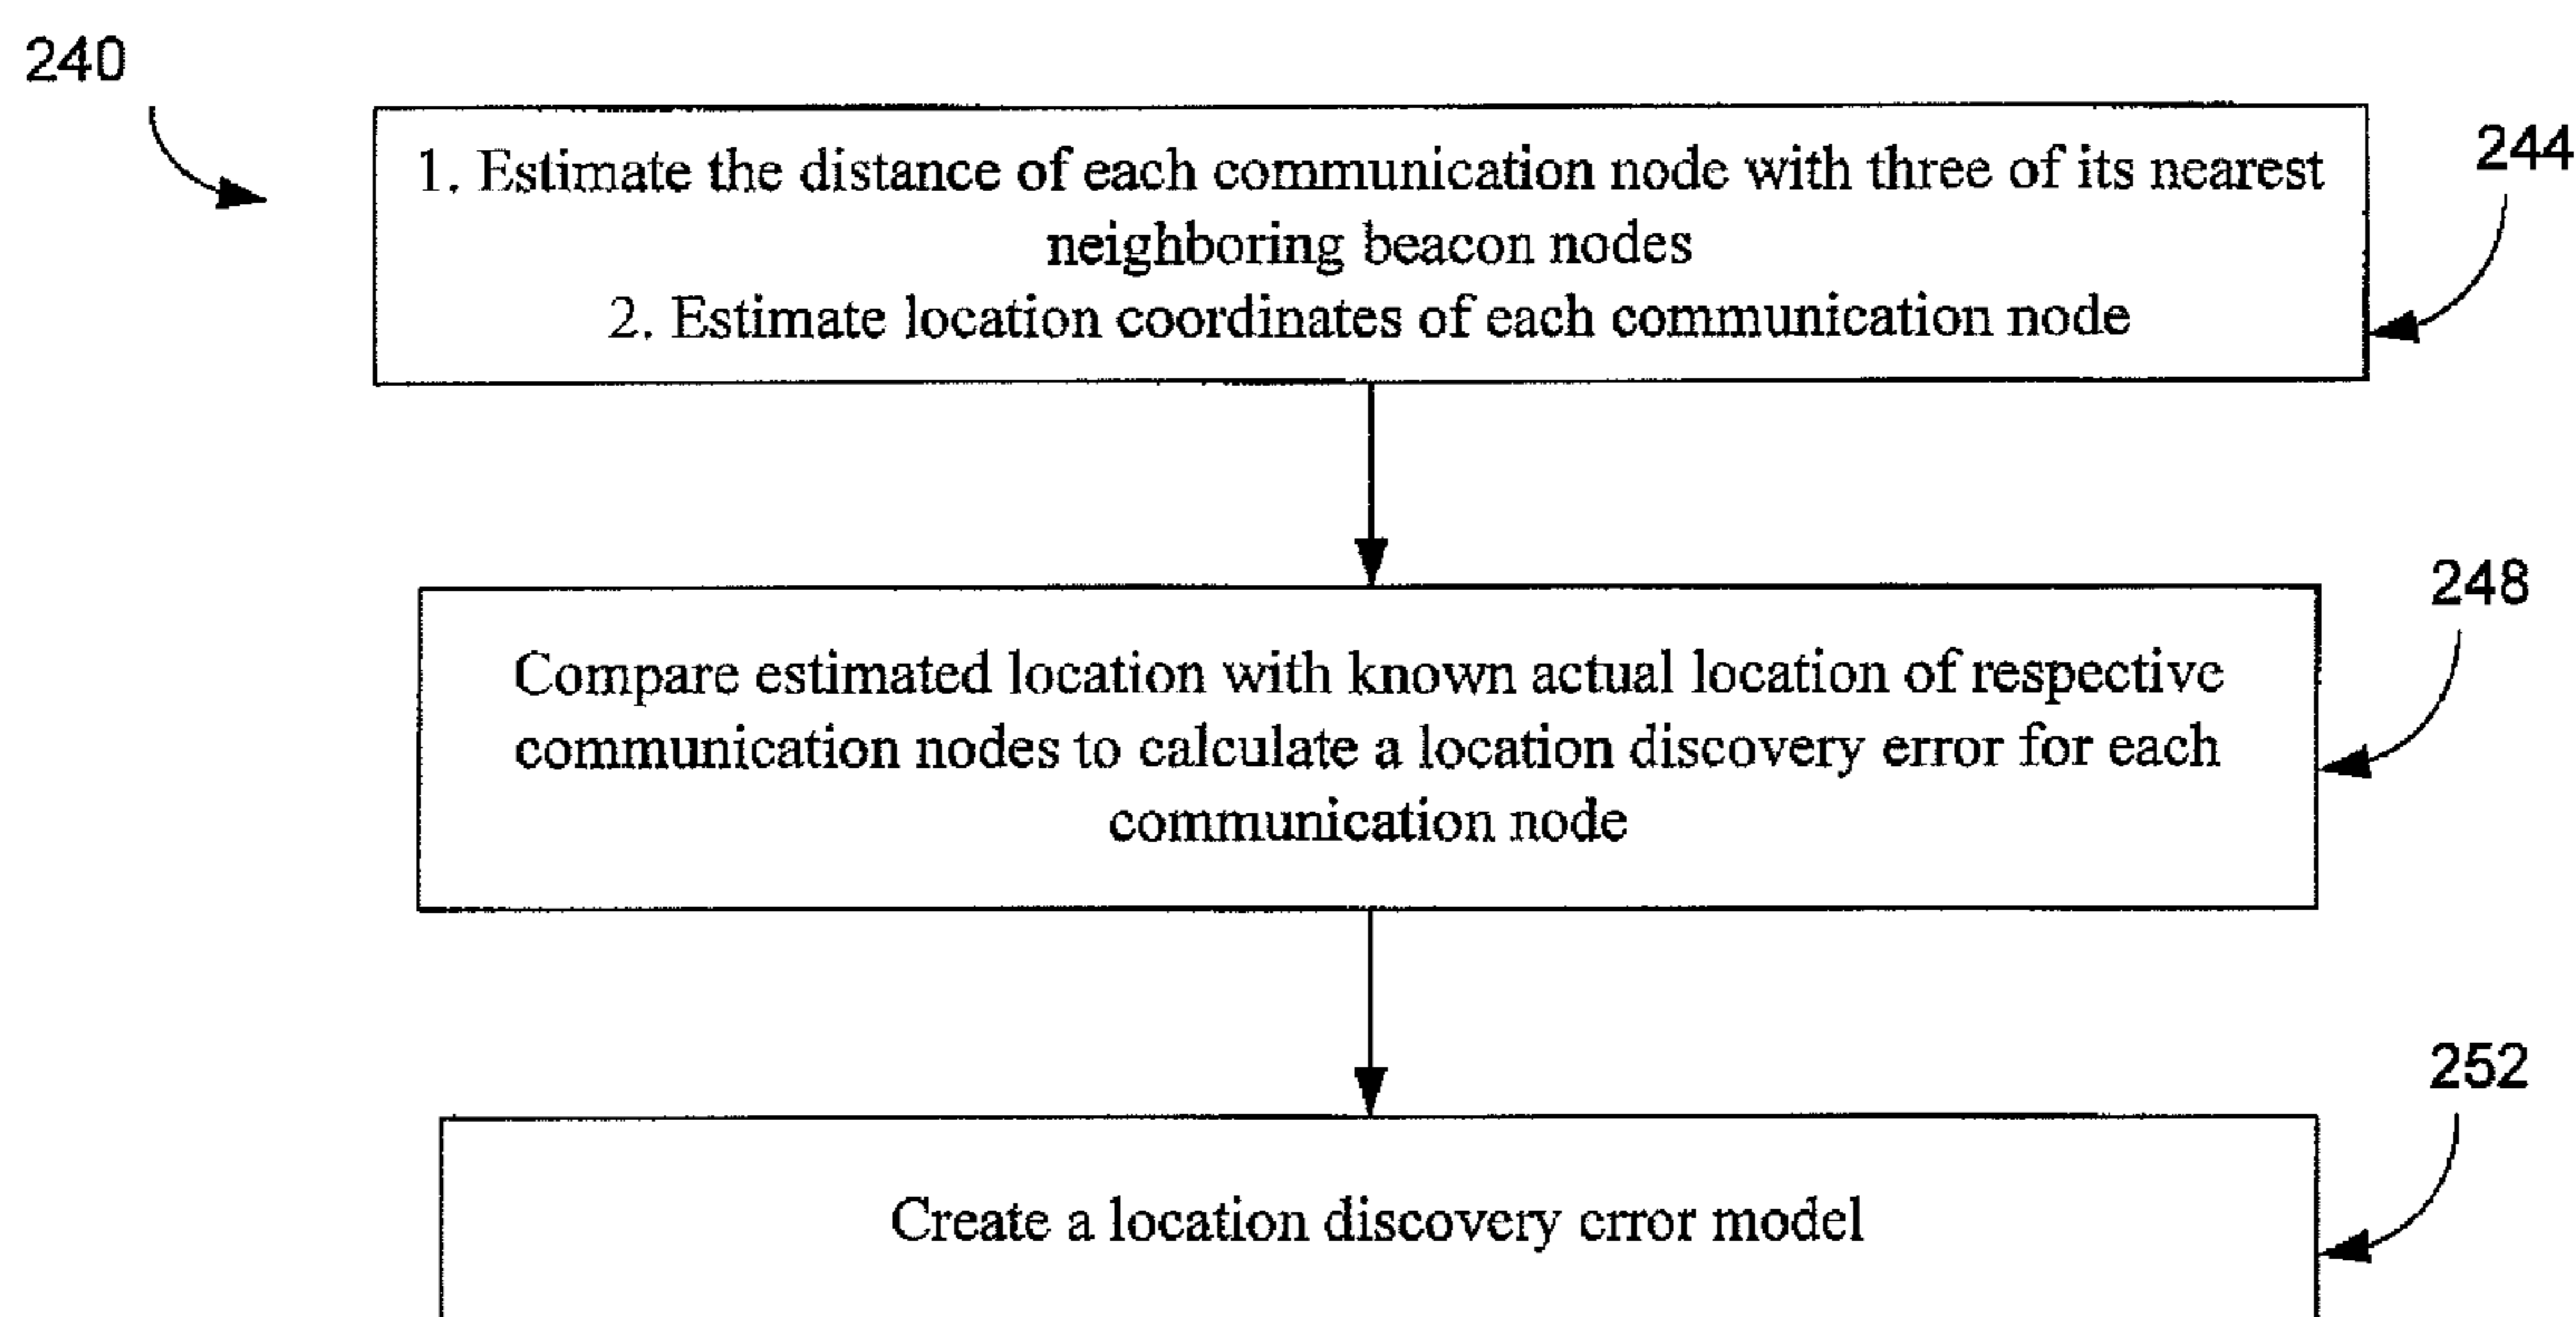 240
1. Estimate the distance of each communication node with three of its nearest
neighboring beacon nodes
2. Estimate location coordinates of each communication node
244
Compare estimated location with known actual location of respective
communication nodes to calculate a location discovery error for each
communication node
248
Create a location discovery error model
252